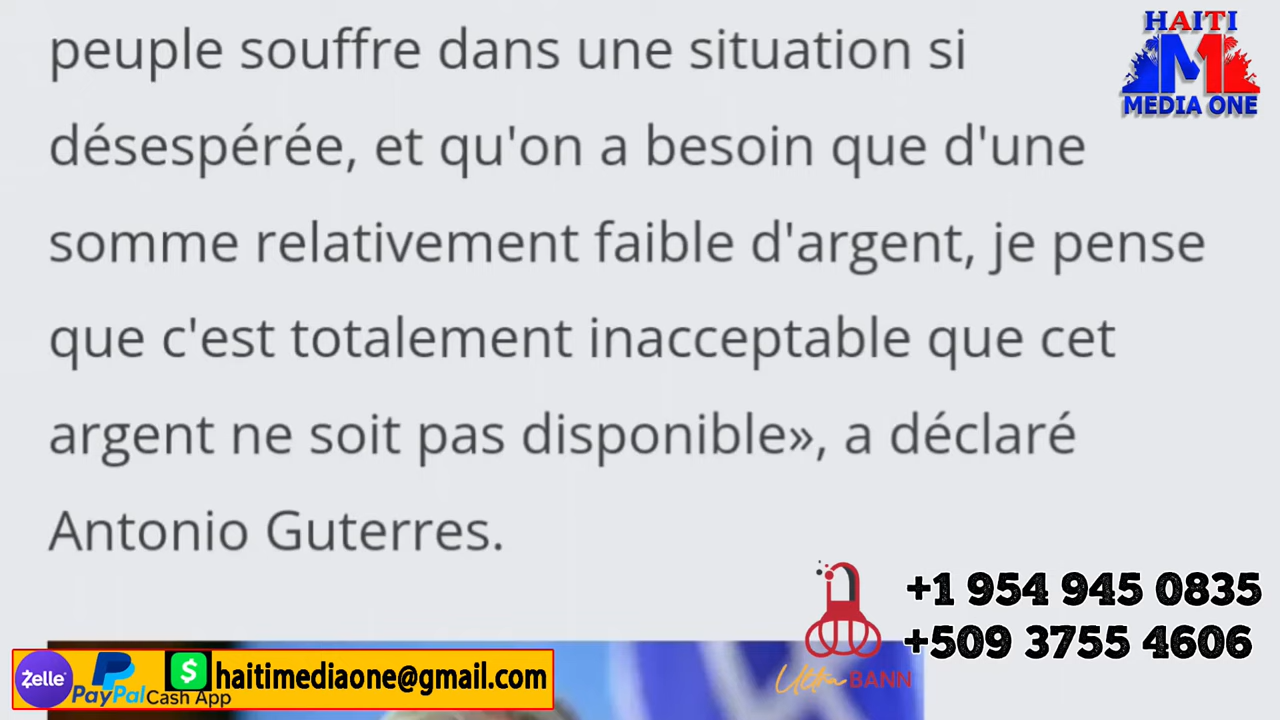 peuple souffre dans une situation si
désespérée, et qu'on a besoin que d'une
somme relativement faible d'argent, je pense
que c'est totalement inacceptable que cet
argent ne soit pas disponible», a déclaré
Antonio Guterres.
HAITI
M
MEDIA ONE
+1 954 945 0835
+509 3755 4606
Ultra BANN
Zelle
PayPal
$
Cash App
haitimediaone@gmail.com